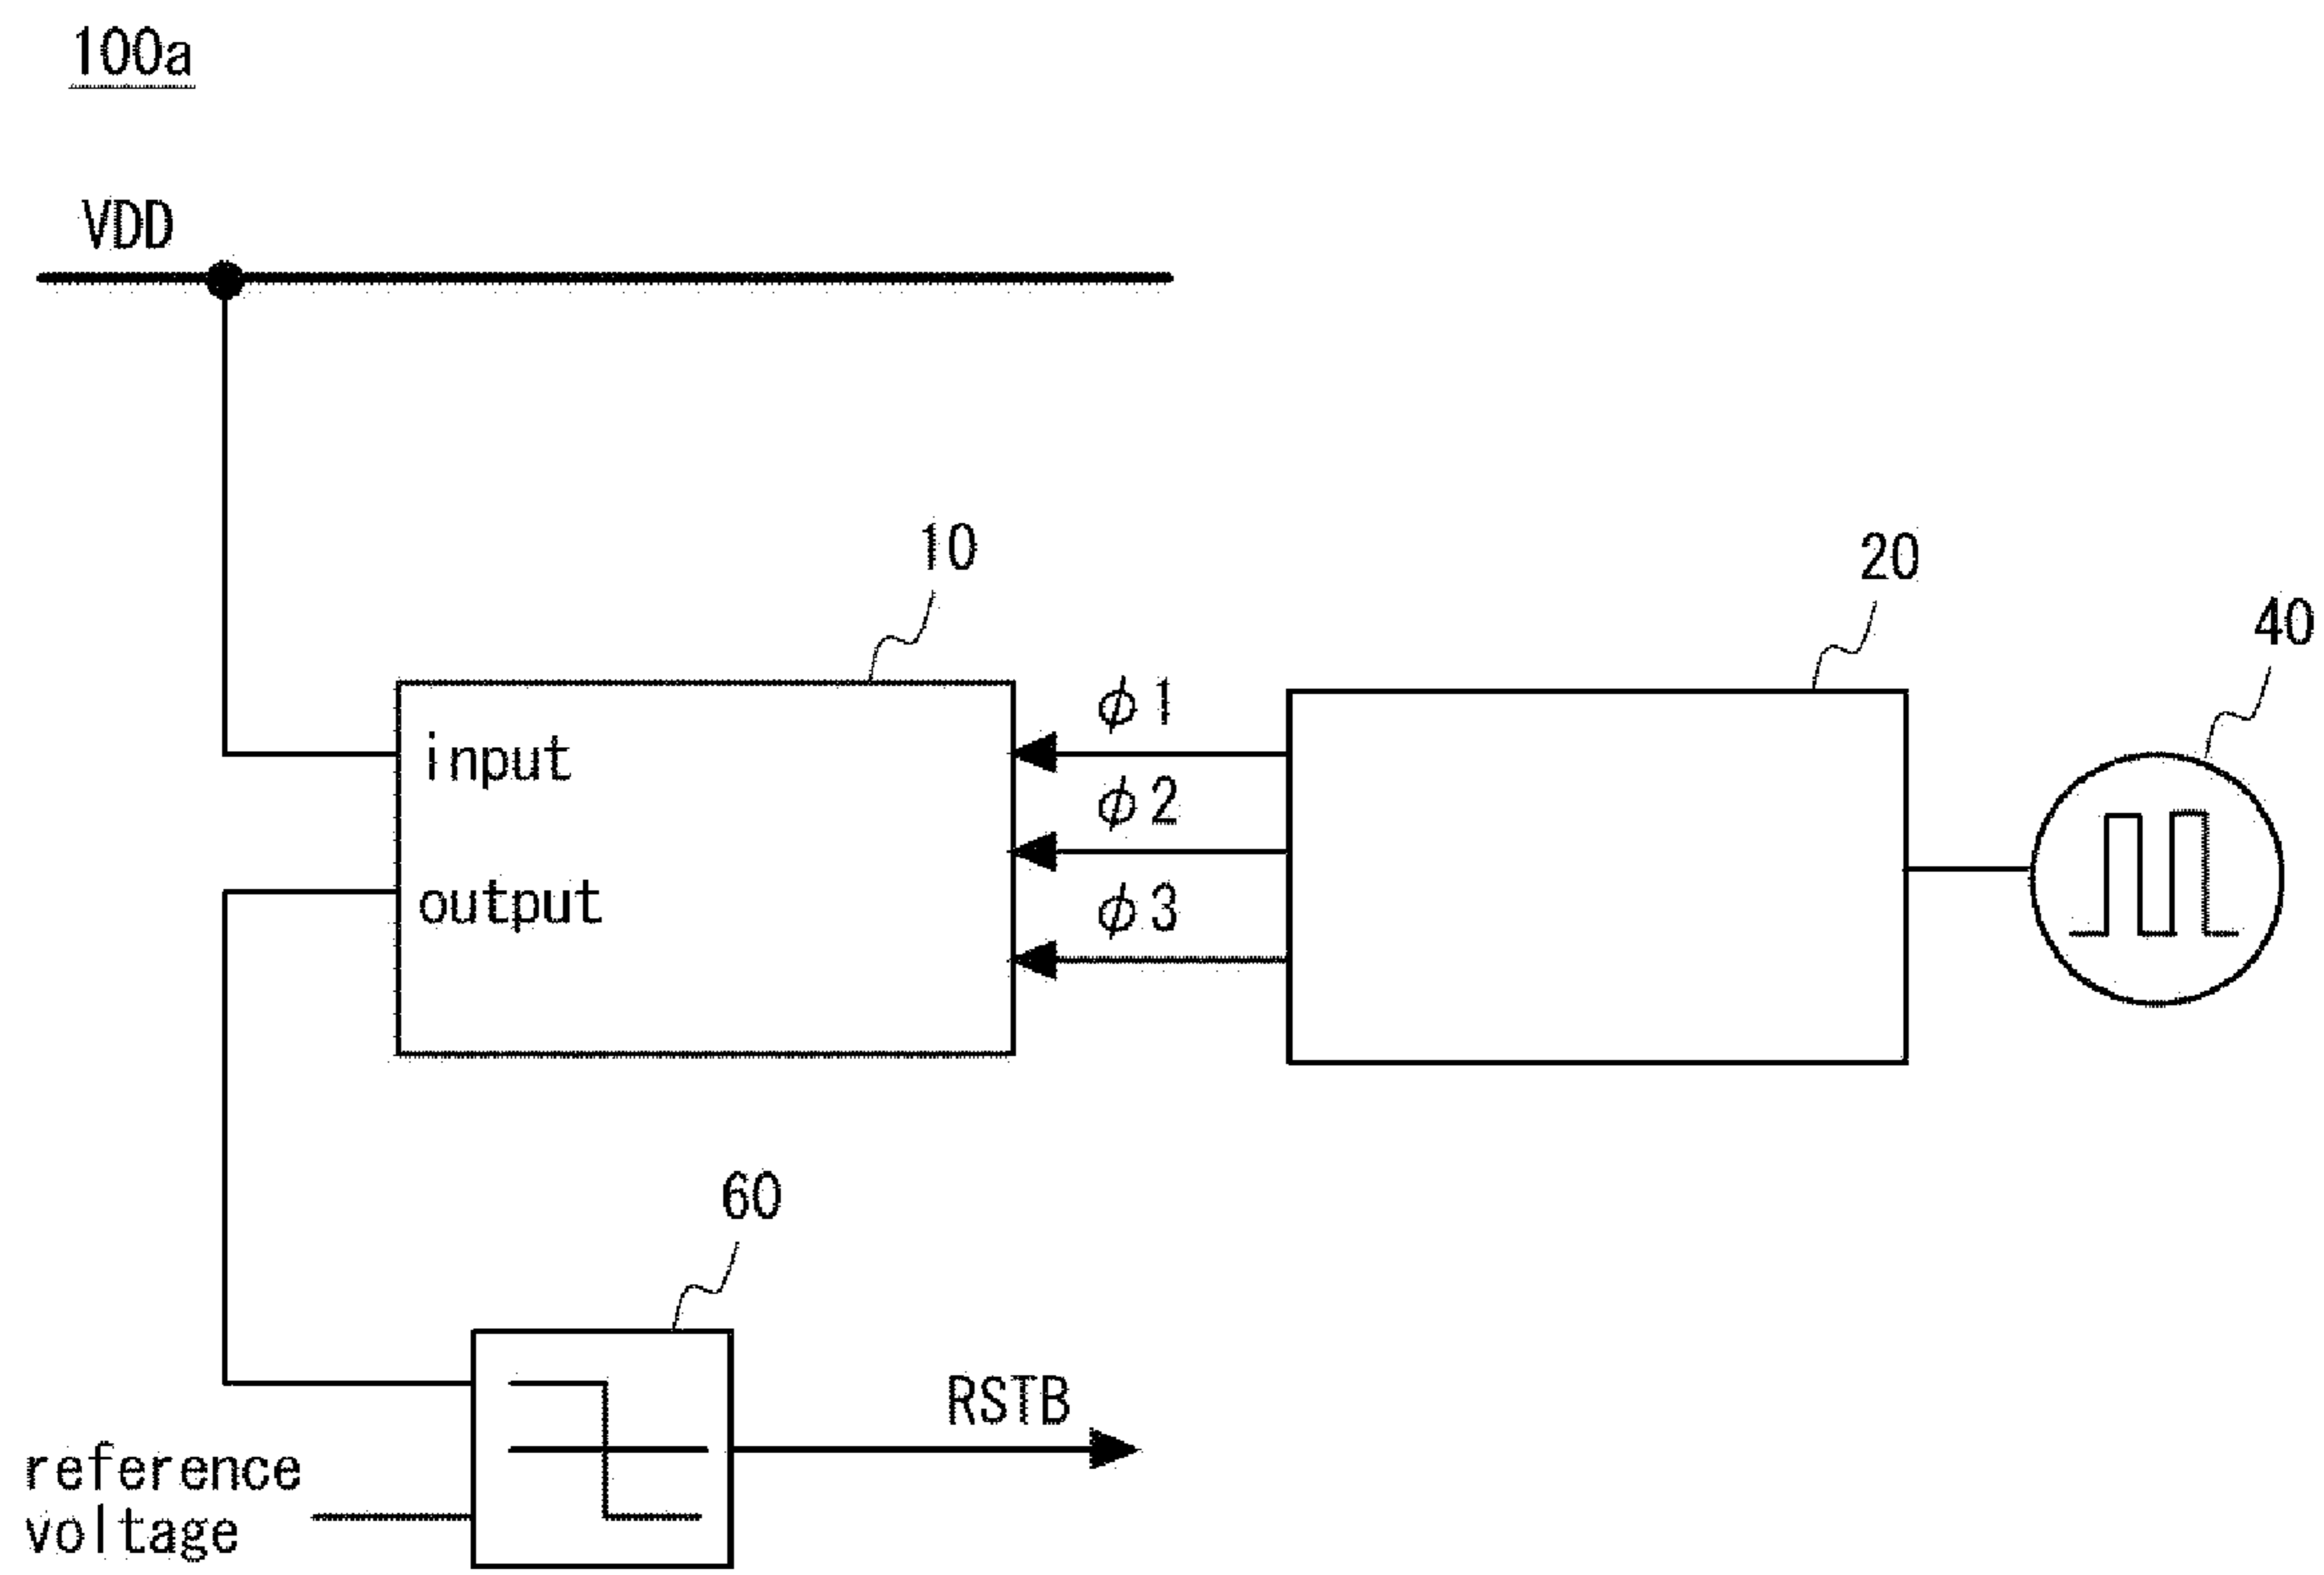 100a
VDD
10
20
40
input
output
ϕ1
ϕ2
ϕ3
60
RSTB
reference
voltage